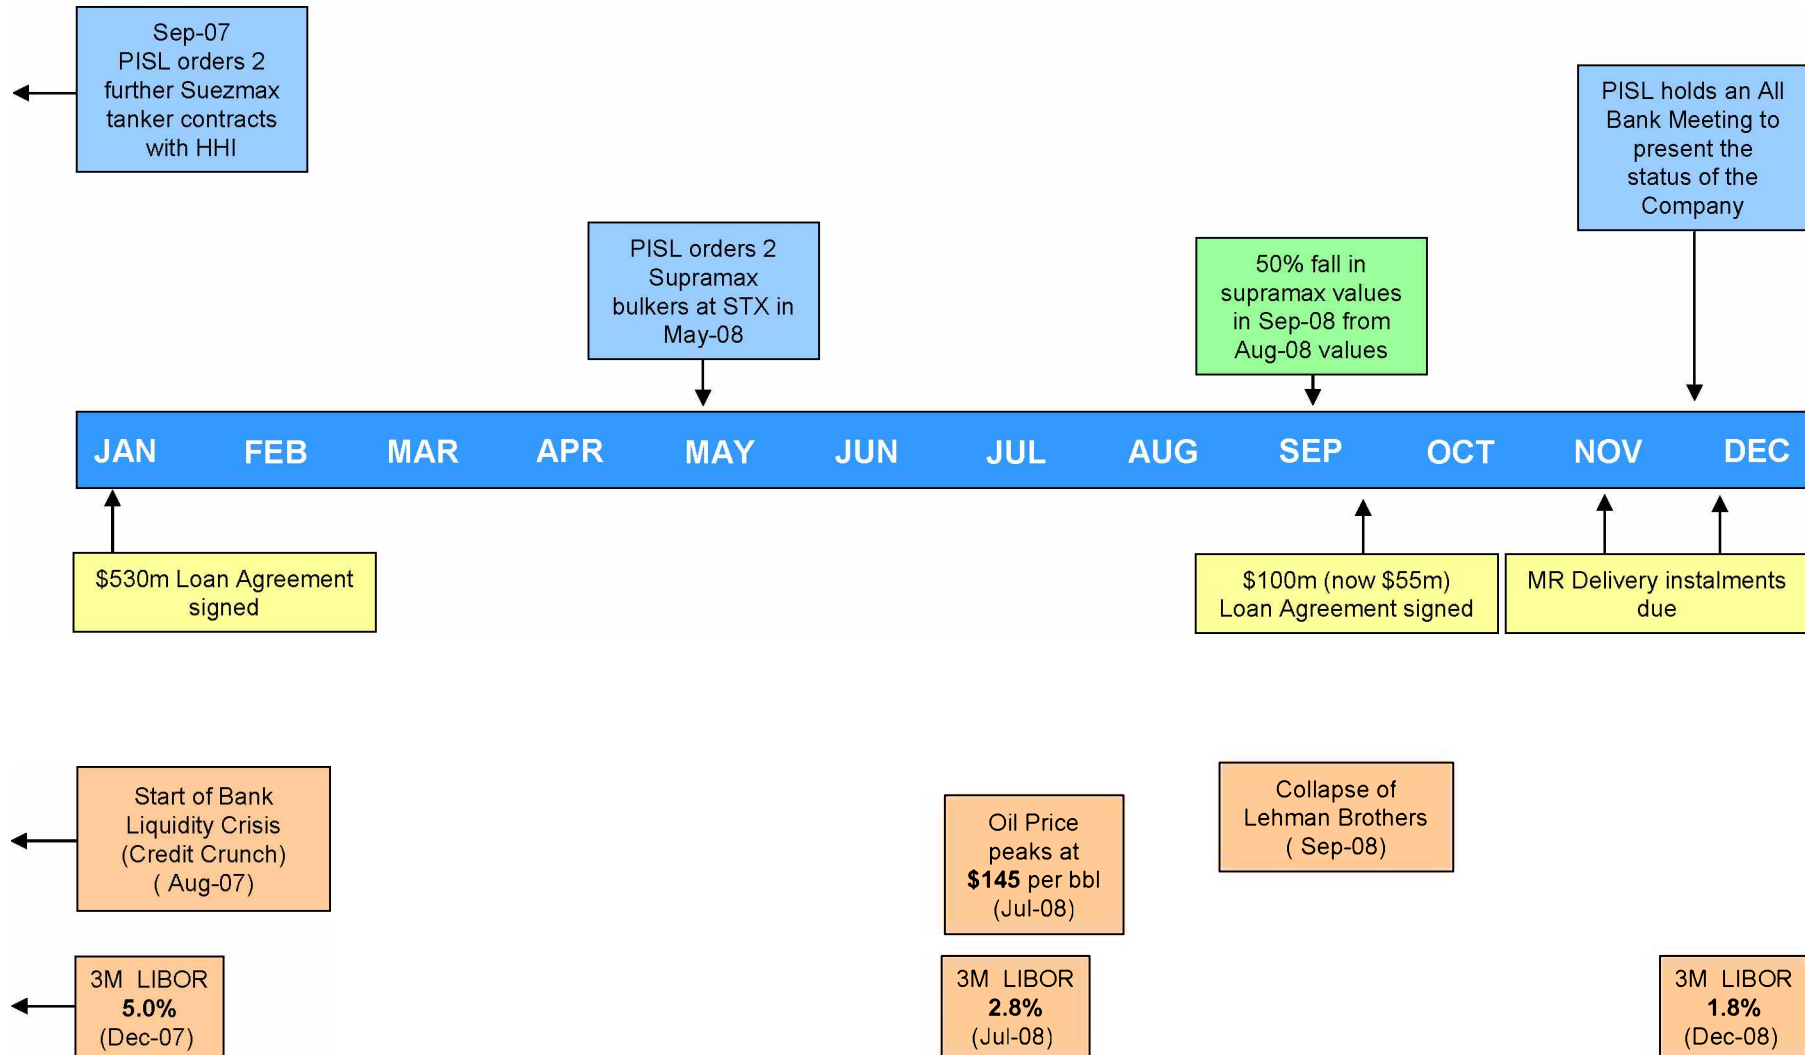 Sep-07
PISL orders 2
further Suezmax
tanker contracts
with HHI
PISL holds an All
Bank Meeting to
present the
status of the
Company
PISL orders 2
Supramax
bulkers at STX in
May-08
50% fall in
supramax values
in Sep-08 from
Aug-08 values
JAN FEB MAR APR MAY JUN JUL AUG SEP OCT NOV DEC
$530m Loan Agreement
signed
$100m (now $55m)
Loan Agreement signed
MR Delivery instalments
due
Start of Bank
Liquidity Crisis
(Credit Crunch)
( Aug-07)
Oil Price
peaks at
$145 per bbl
(Jul-08)
Collapse of
Lehman Brothers
( Sep-08)
3M LIBOR
5.0%
(Dec-07)
3M LIBOR
2.8%
(Jul-08)
3M LIBOR
1.8%
(Dec-08)